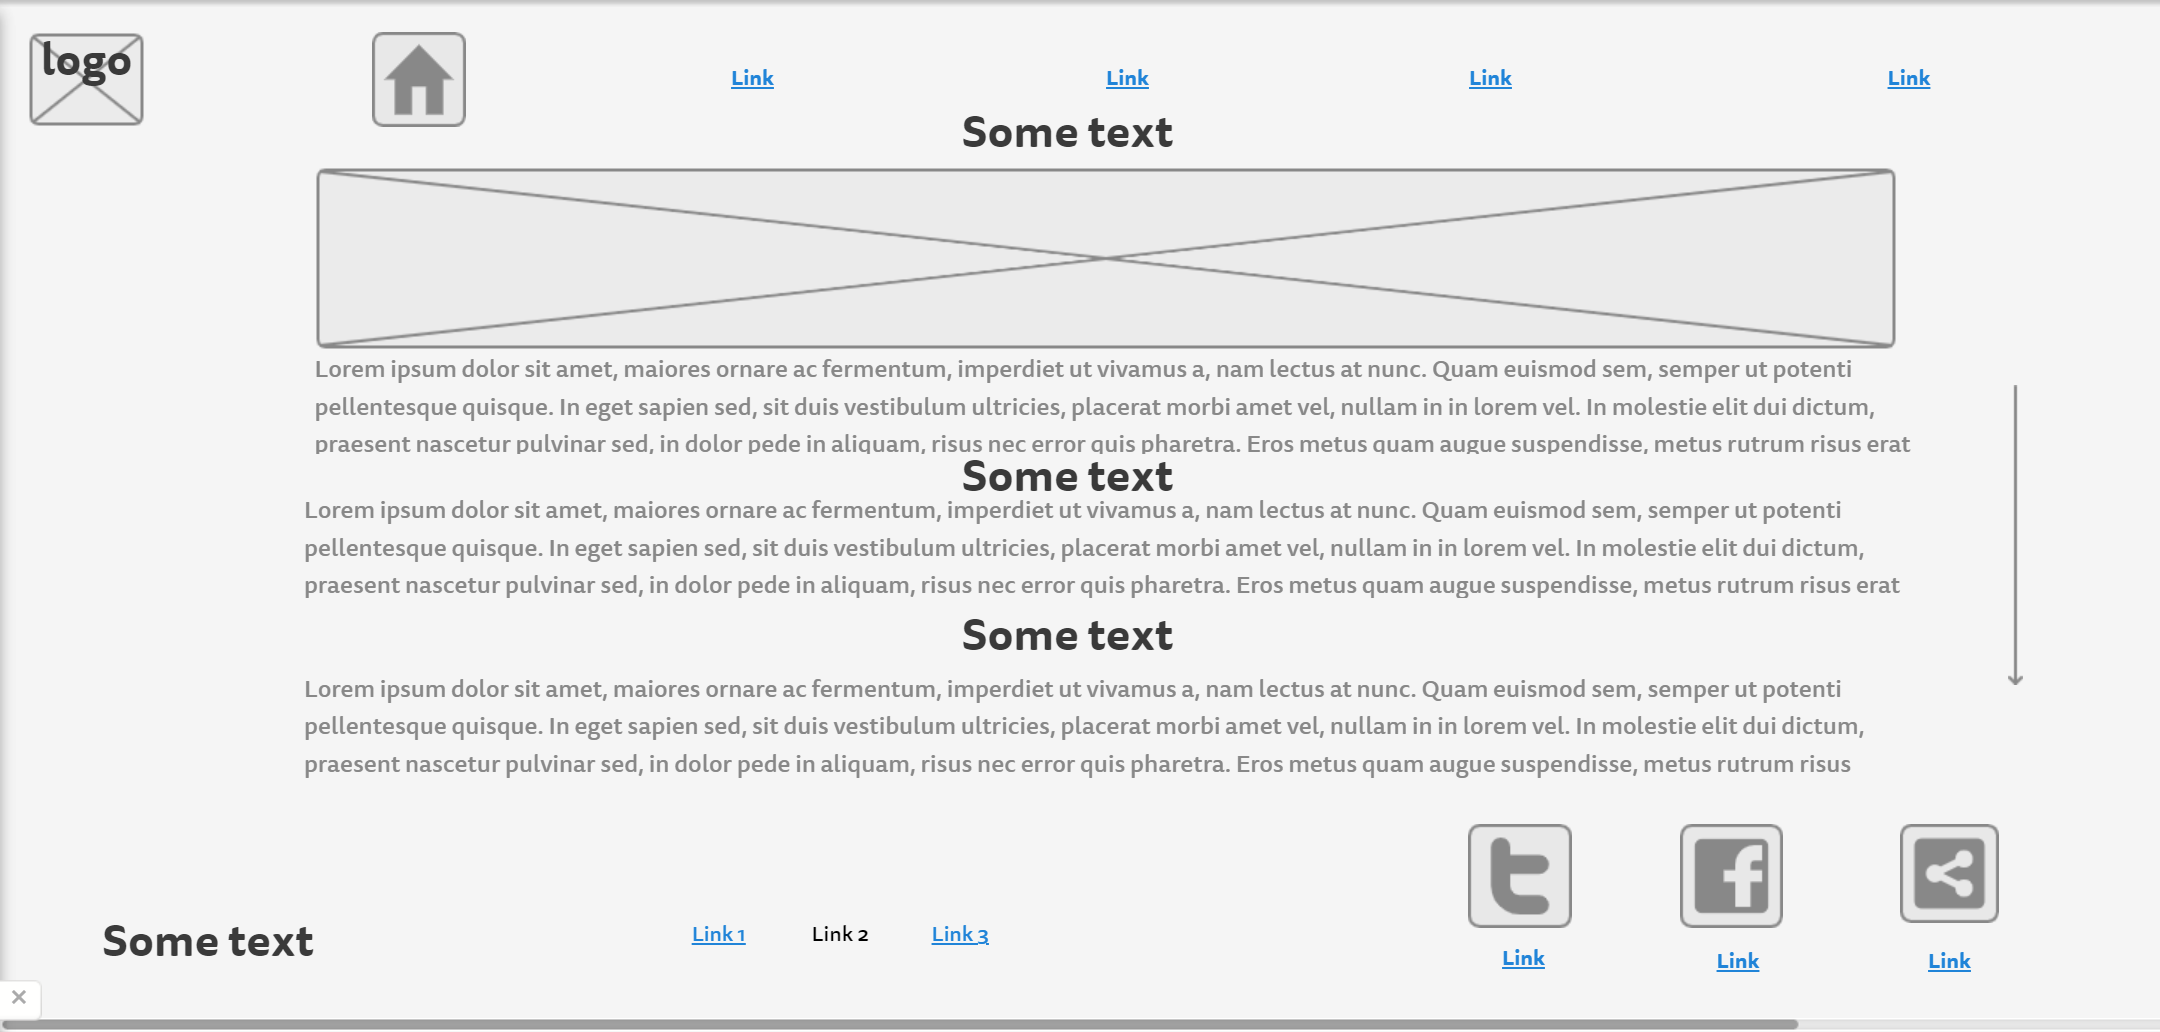 logo
Link Link Link Link
Some text
Lorem ipsum dolor sit amet, maiores ornare ac fermentum, imperdiet ut vivamus a, nam lectus at nunc. Quam euismod sem, semper ut potenti
pellentesque quisque. In eget sapien sed, sit duis vestibulum ultricies, placerat morbi amet vel, nullam in in lorem vel. In molestie elit dui dictum,
praesent nascetur pulvinar sed, in dolor pede in aliquam, risus nec error quis pharetra. Eros metus quam augue suspendisse, metus rutrum risus erat
Some text
Lorem ipsum dolor sit amet, maiores ornare ac fermentum, imperdiet ut vivamus a, nam lectus at nunc. Quam euismod sem, semper ut potenti
pellentesque quisque. In eget sapien sed, sit duis vestibulum ultricies, placerat morbi amet vel, nullam in in lorem vel. In molestie elit dui dictum,
praesent nascetur pulvinar sed, in dolor pede in aliquam, risus nec error quis pharetra. Eros metus quam augue suspendisse, metus rutrum risus erat
Some text
Lorem ipsum dolor sit amet, maiores ornare ac fermentum, imperdiet ut vivamus a, nam lectus at nunc. Quam euismod sem, semper ut potenti
pellentesque quisque. In eget sapien sed, sit duis vestibulum ultricies, placerat morbi amet vel, nullam in in lorem vel. In molestie elit dui dictum,
praesent nascetur pulvinar sed, in dolor pede in aliquam, risus nec error quis pharetra. Eros metus quam augue suspendisse, metus rutrum risus
Some text
Link 1 Link 2 Link 3
Link Link Link